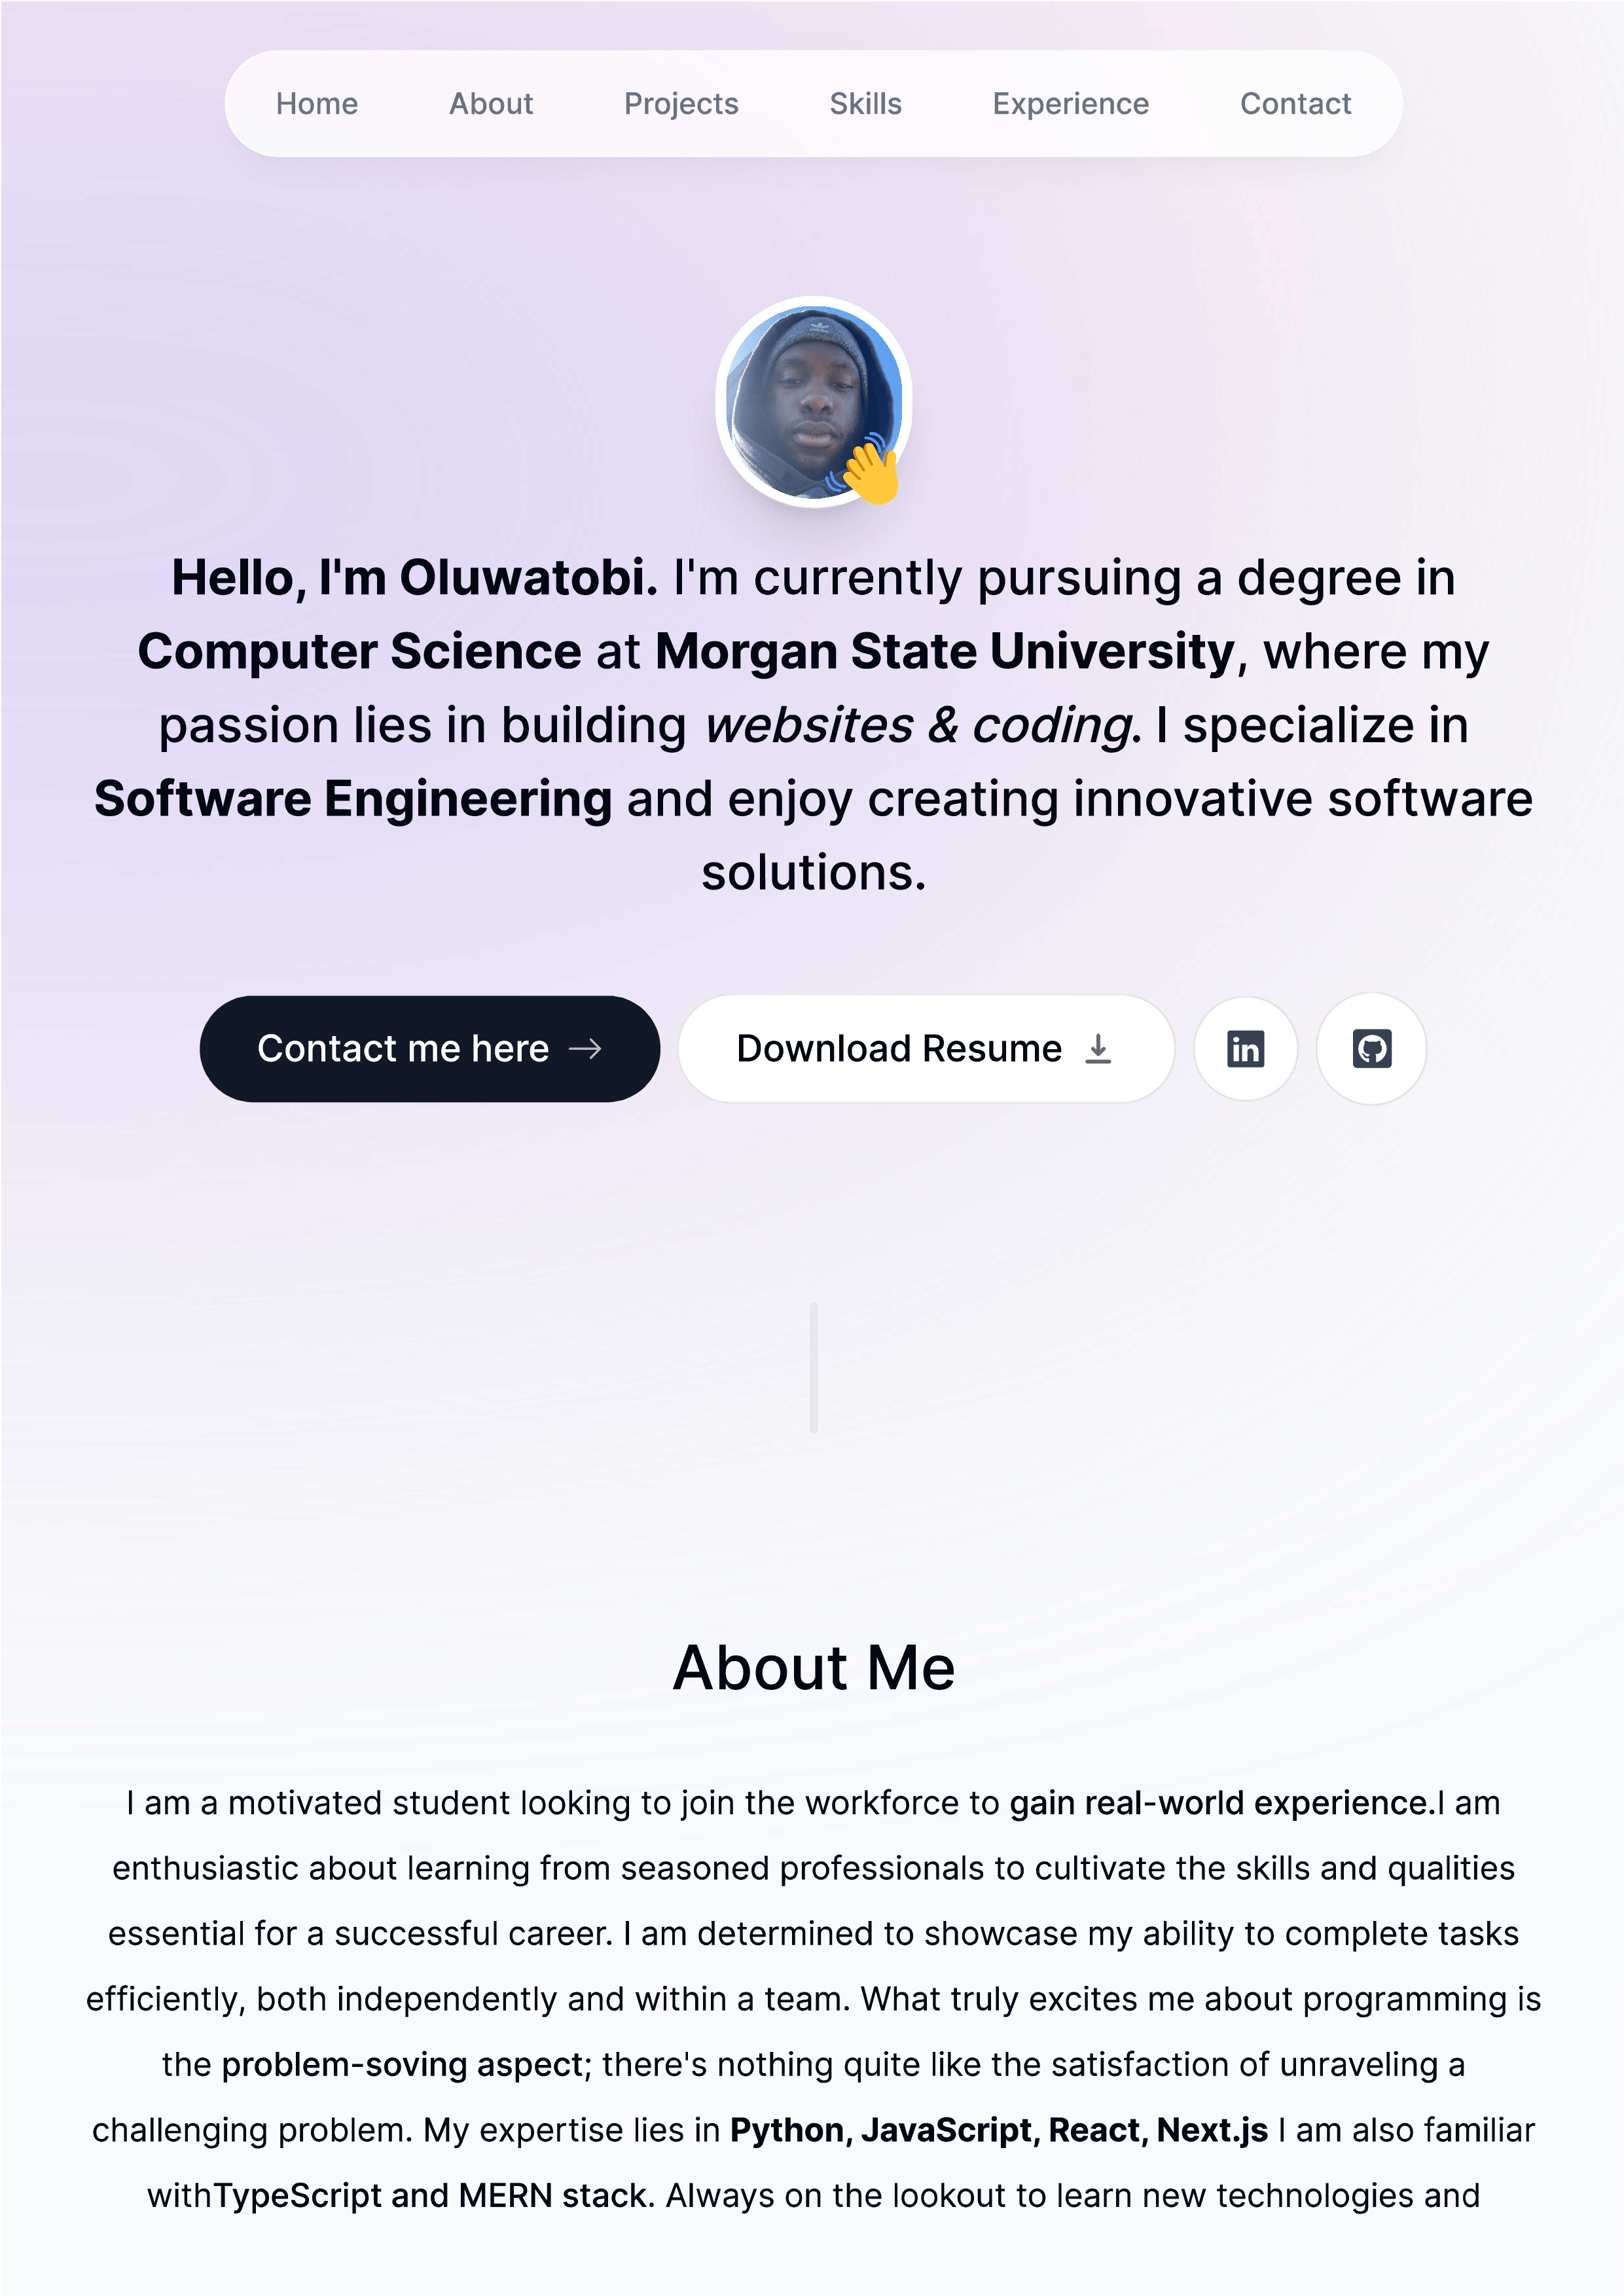 Home About Projects Skills Experience Contact
Hello, I'm Oluwatobi. I'm currently pursuing a degree in
Computer Science at Morgan State University, where my
passion lies in building websites & coding. I specialize in
Software Engineering and enjoy creating innovative software
solutions.
Contact me here Download Resume in
About Me
I am a motivated student looking to join the workforce to gain real-world experience.I am
enthusiastic about learning from seasoned professionals to cultivate the skills and qualities
essential for a successful career. I am determined to showcase my ability to complete tasks
efficiently, both independently and within a team. What truly excites me about programming is
the problem-soving aspect; there's nothing quite like the satisfaction of unraveling a
challenging problem. My expertise lies in Python, JavaScript, React, Next.js I am also familiar
withTypeScript and MERN stack. Always on the lookout to learn new technologies and